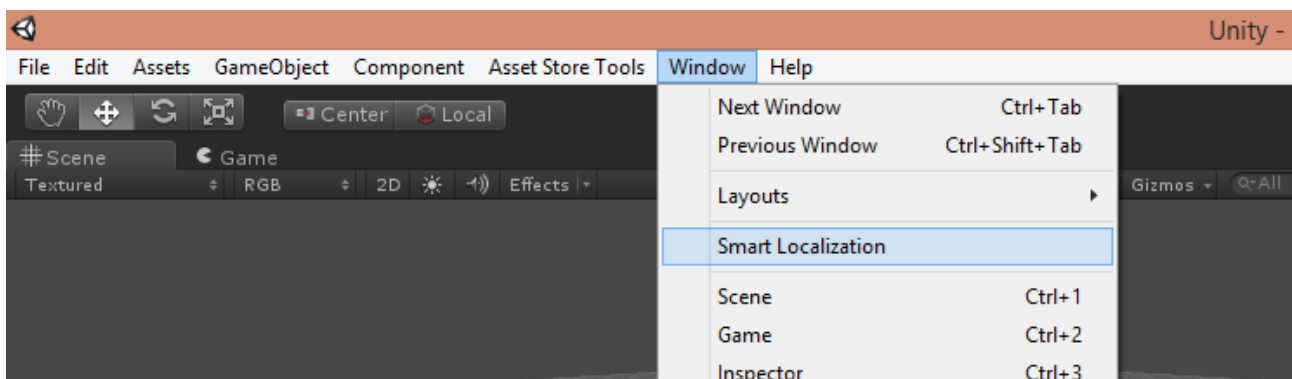 Unity -
File Edit Assets GameObject Component Asset Store Tools Window Help
Center Local
Next Window Ctrl+Tab
Previous Window Ctrl+Shift+Tab
Scene Game
Textured RGB 2D Effects Gizmos All
Layouts
Smart Localization
Scene Ctrl+1
Game Ctrl+2
Inspector Ctrl+3